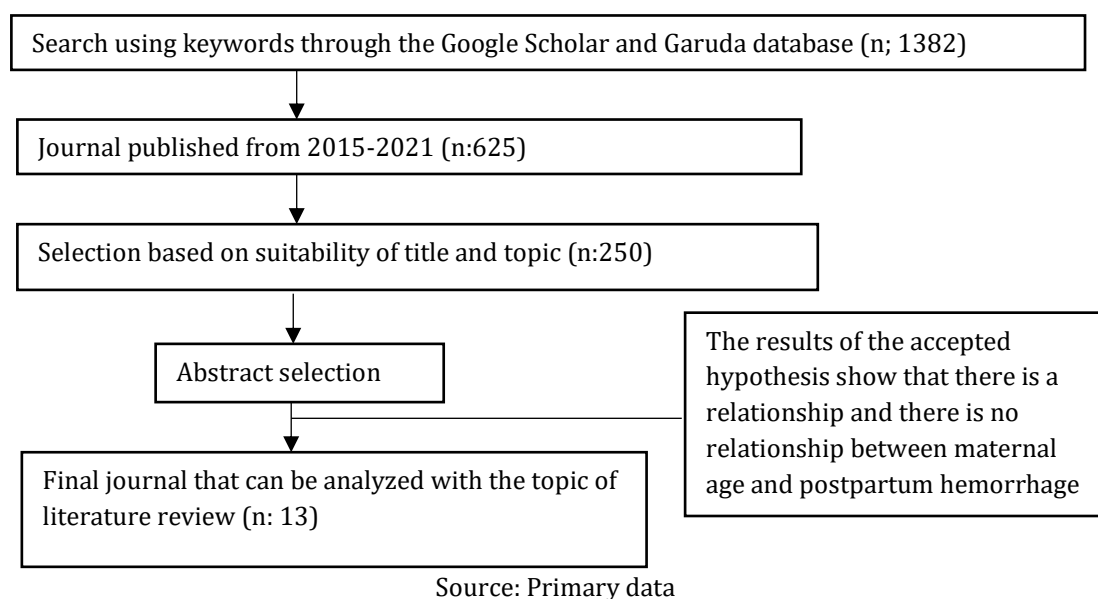 Search using keywords through the Google Scholar and Garuda database (n; 1382)
Journal published from 2015-2021 (n:625)
Selection based on suitability of title and topic (n:250)
Abstract selection
The results of the accepted
hypothesis show that there is a
relationship and there is no
relationship between maternal
age and postpartum hemorrhage
Final journal that can be analyzed with the topic of
literature review (n: 13)
Source: Primary data